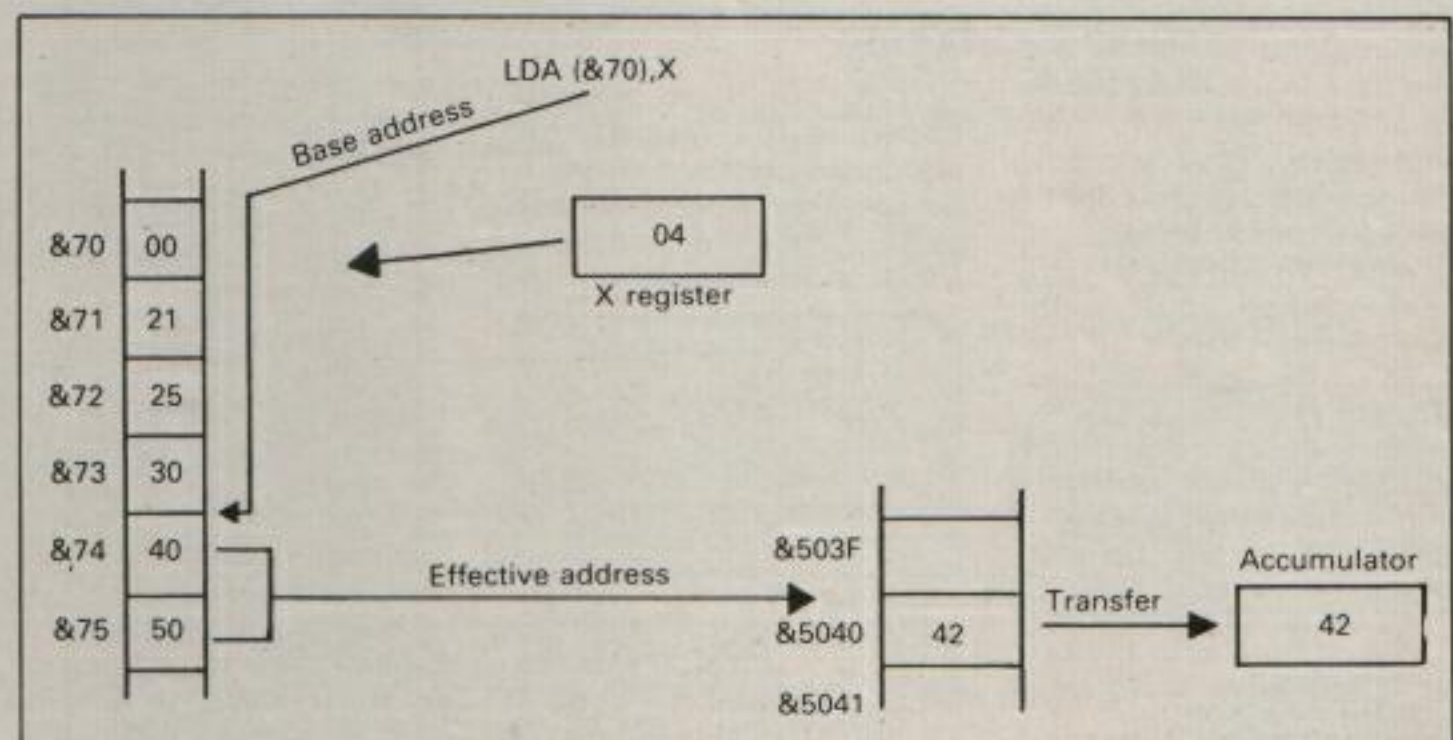 LDA (&70),X
Base address
&70 00
04
X register
&71 21
&72 25
&73 30
&74 40
&75 50
Effective address
&503F
&5040 42
&5041
Transfer
Accumulator
42